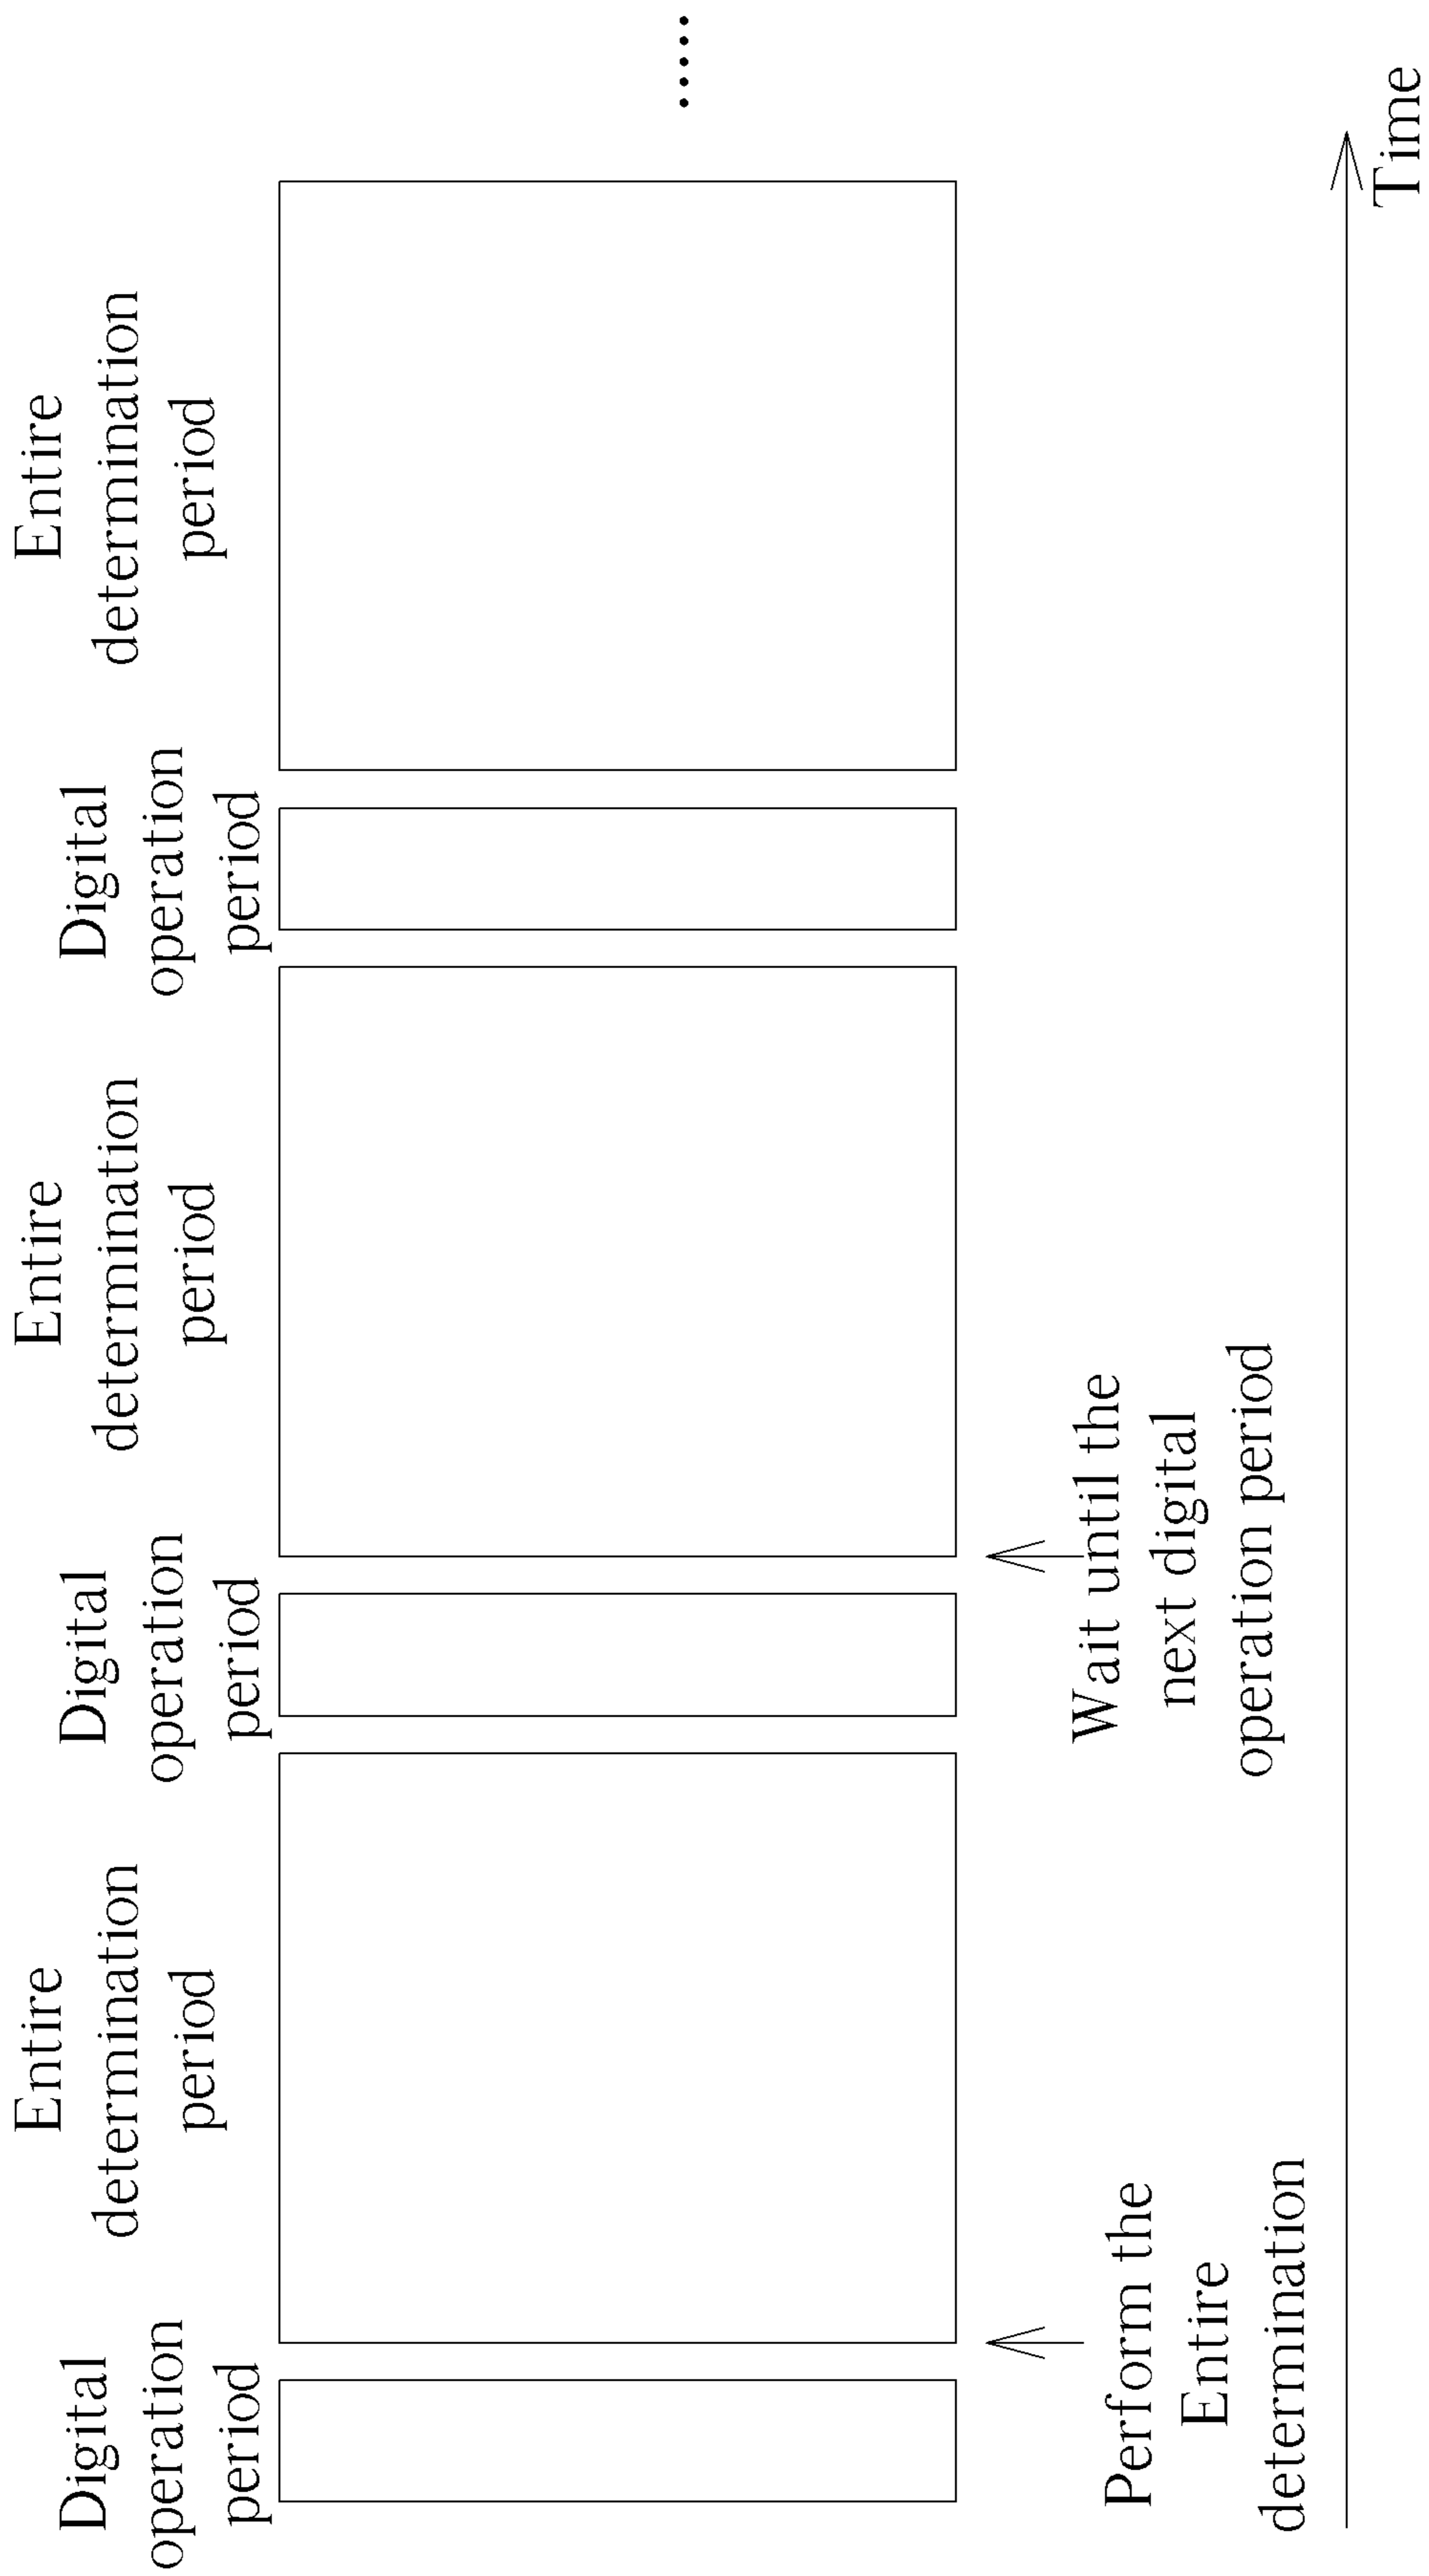 Digital
operation
period
Entire
determination
period
Digital
operation
period
Entire
determination
period
Digital
operation
period
Entire
determination
period
Perform the
Entire
determination
Wait until the
next digital
operation period
Time